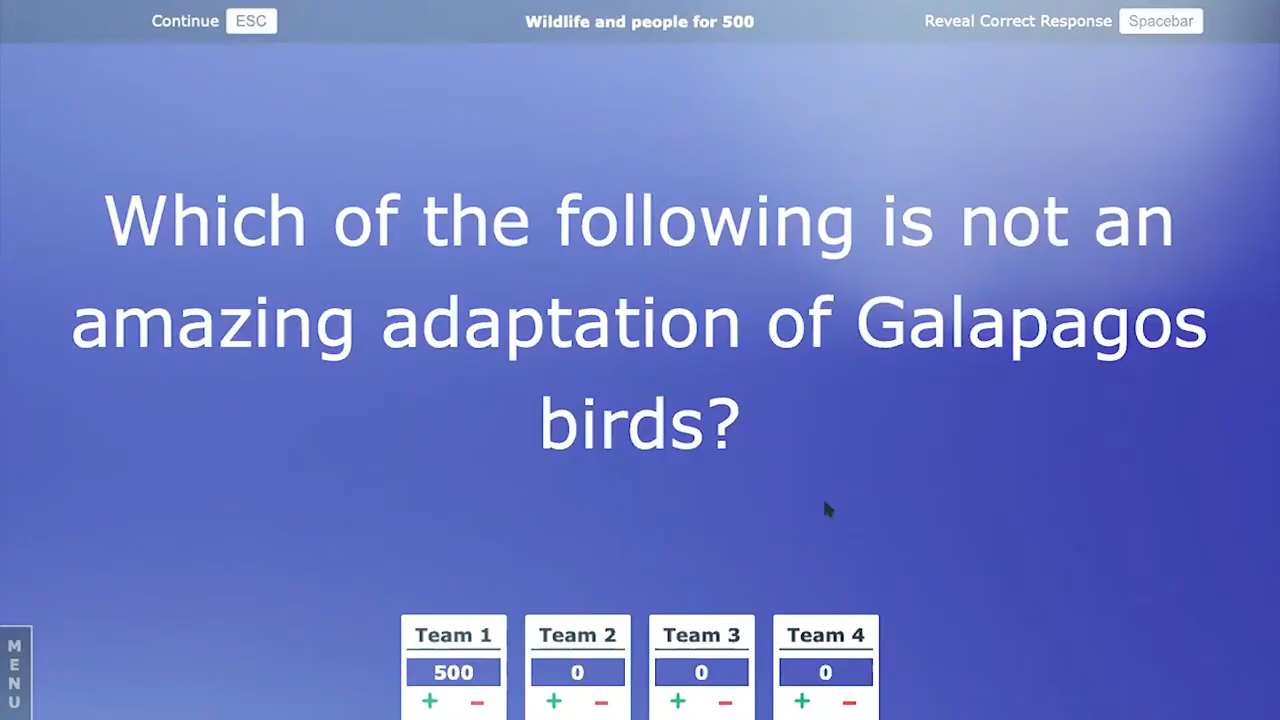 Continue ESC
Wildlife and people for 500
Reveal Correct Response Spacebar
Which of the following is not an
amazing adaptation of Galapagos
birds?
MENU
Team 1 Team 2 Team 3 Team 4
500 0 0 0
+ − + − + − + −